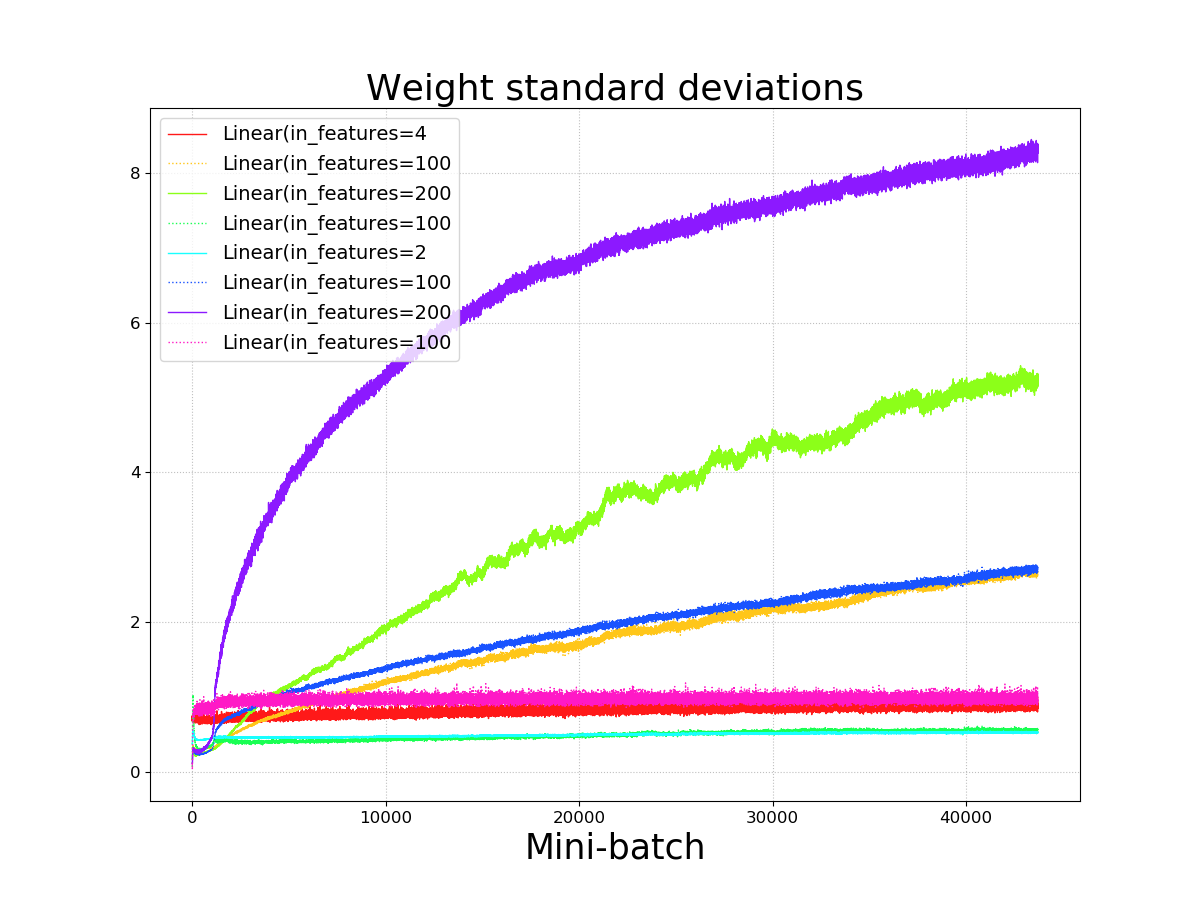 Weight standard deviations
Linear(in_features=4
Linear(in_features=100
Linear(in_features=200
Linear(in_features=100
Linear(in_features=2
Linear(in_features=100
Linear(in_features=200
Linear(in_features=100
8
6
4
2
0
0 10000 20000 30000 40000
Mini-batch